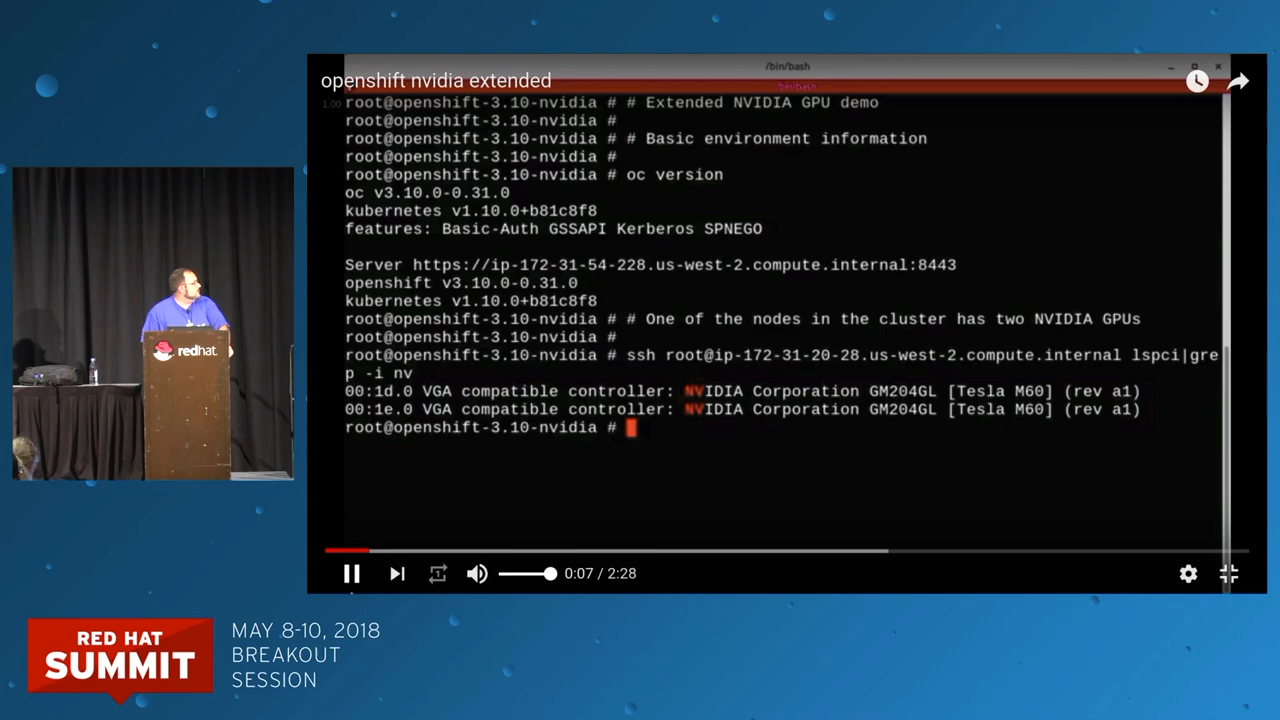 /bin/bash
openshift nvidia extended
/bin/bash
1.00
root@openshift-3.10-nvidia # # Extended NVIDIA GPU demo
root@openshift-3.10-nvidia #
root@openshift-3.10-nvidia # # Basic environment information
root@openshift-3.10-nvidia #
root@openshift-3.10-nvidia # oc version
oc v3.10.0-0.31.0
kubernetes v1.10.0+b81c8f8
features: Basic-Auth GSSAPI Kerberos SPNEGO
Server https://ip-172-31-54-228.us-west-2.compute.internal:8443
openshift v3.10.0-0.31.0
kubernetes v1.10.0+b81c8f8
root@openshift-3.10-nvidia # # One of the nodes in the cluster has two NVIDIA GPUs
root@openshift-3.10-nvidia #
root@openshift-3.10-nvidia # ssh root@ip-172-31-20-28.us-west-2.compute.internal lspci|gre
p -i nv
00:1d.0 VGA compatible controller: NVIDIA Corporation GM204GL [Tesla M60] (rev a1)
00:1e.0 VGA compatible controller: NVIDIA Corporation GM204GL [Tesla M60] (rev a1)
root@openshift-3.10-nvidia #
0:07 / 2:28
redhat.
RED HAT
SUMMIT
MAY 8-10, 2018
BREAKOUT
SESSION